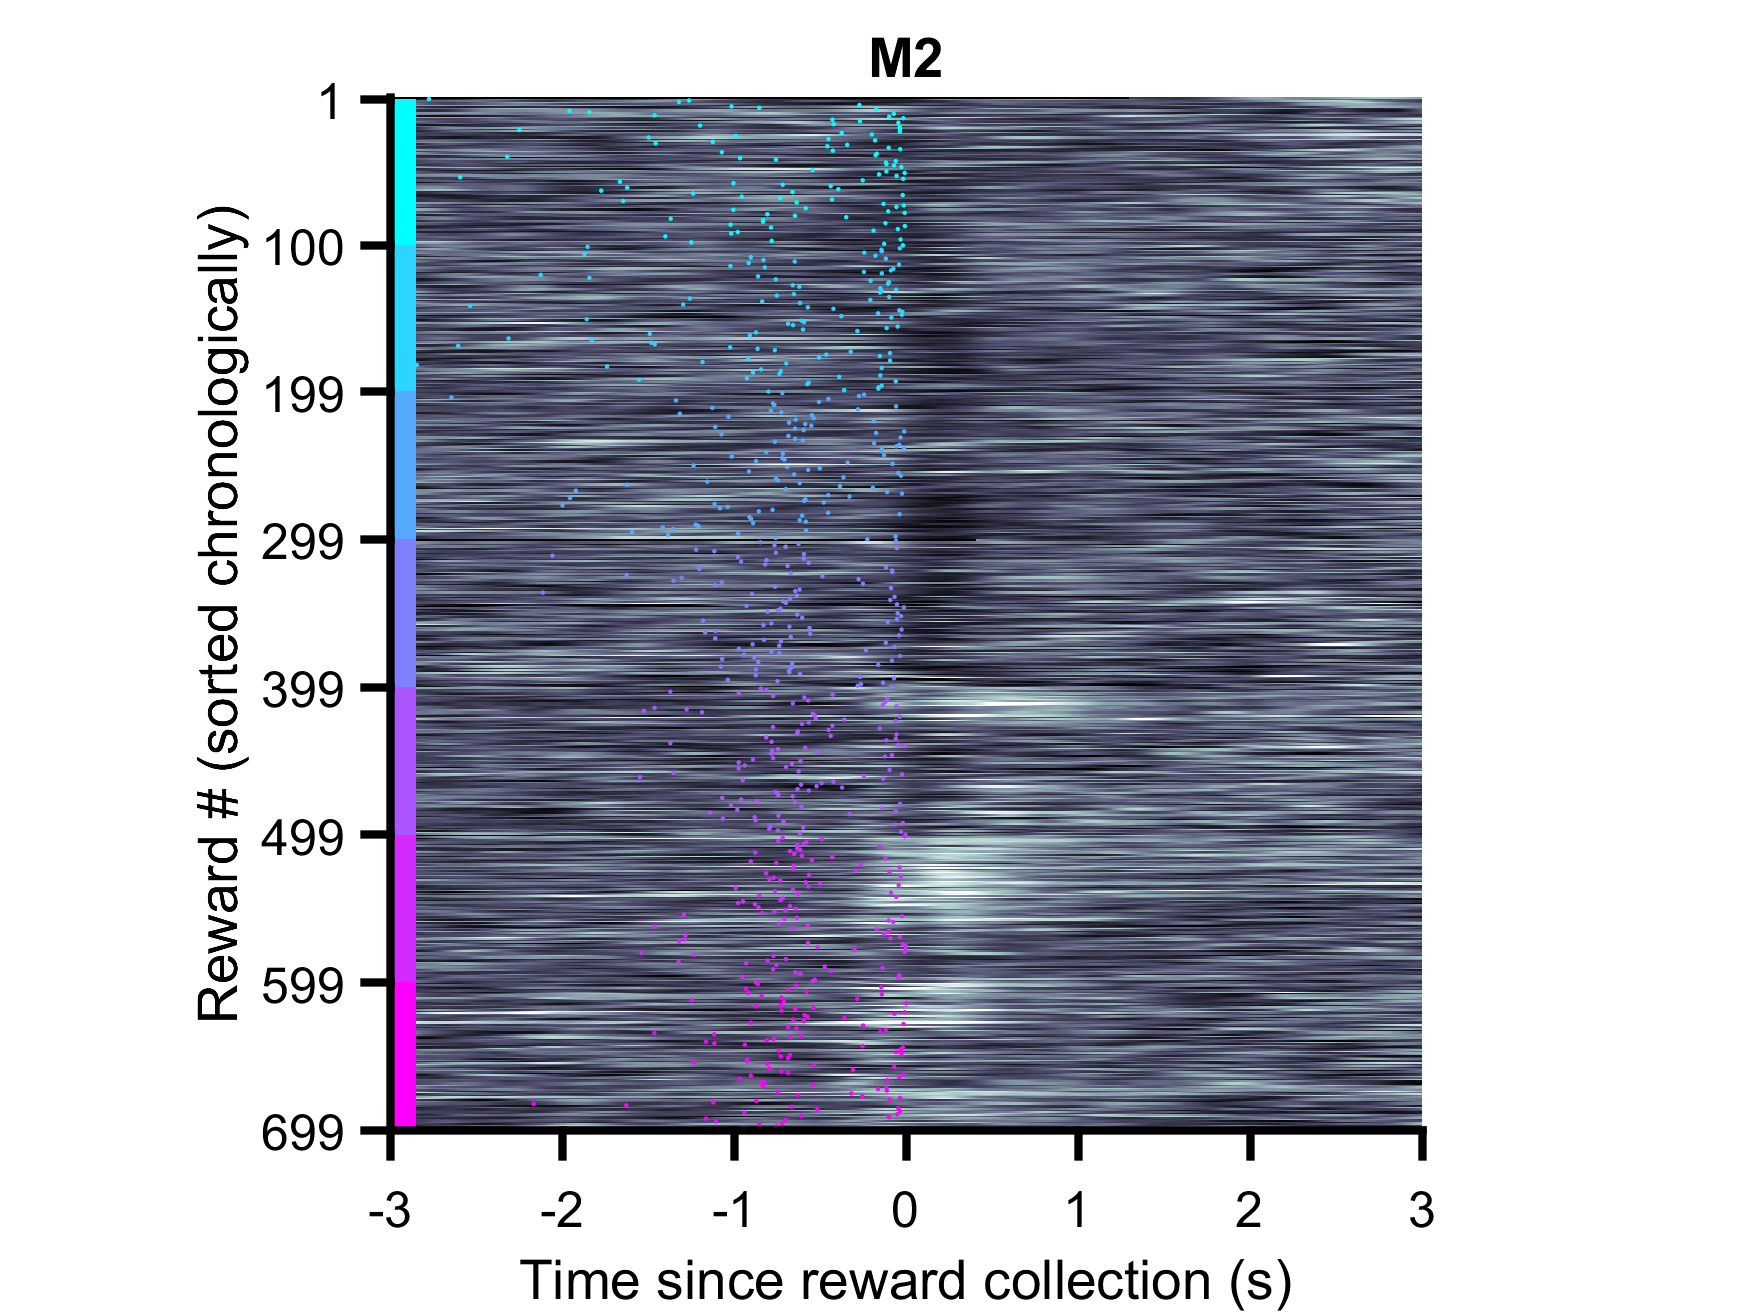 M2
Reward # (sorted chronologically)
1
100
199
299
399
499
599
699
-3 -2 -1 0 1 2 3
Time since reward collection (s)